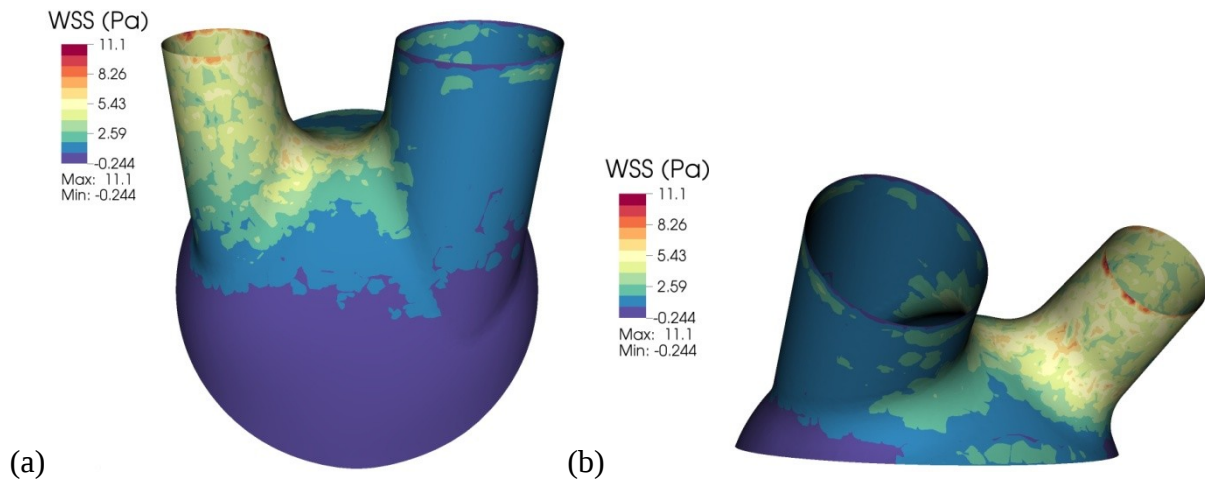 WSS (Pa)
11.1
8.26
5.43
2.59
-0.244
Max: 11.1
Min: -0.244
(a)
WSS (Pa)
11.1
8.26
5.43
2.59
-0.244
Max: 11.1
Min: -0.244
(b)